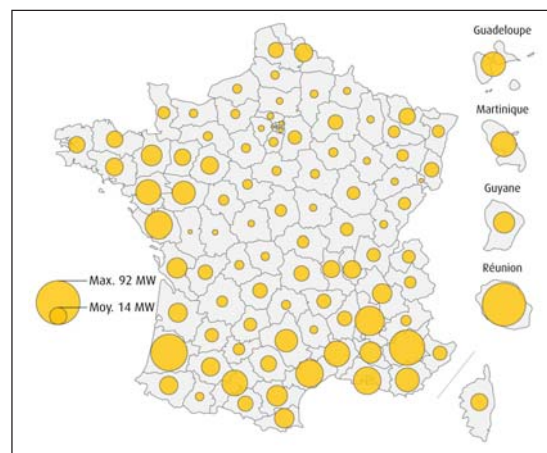 Guadeloupe
Martinique
Guyane
Réunion
Max. 92 MW
Moy. 14 MW